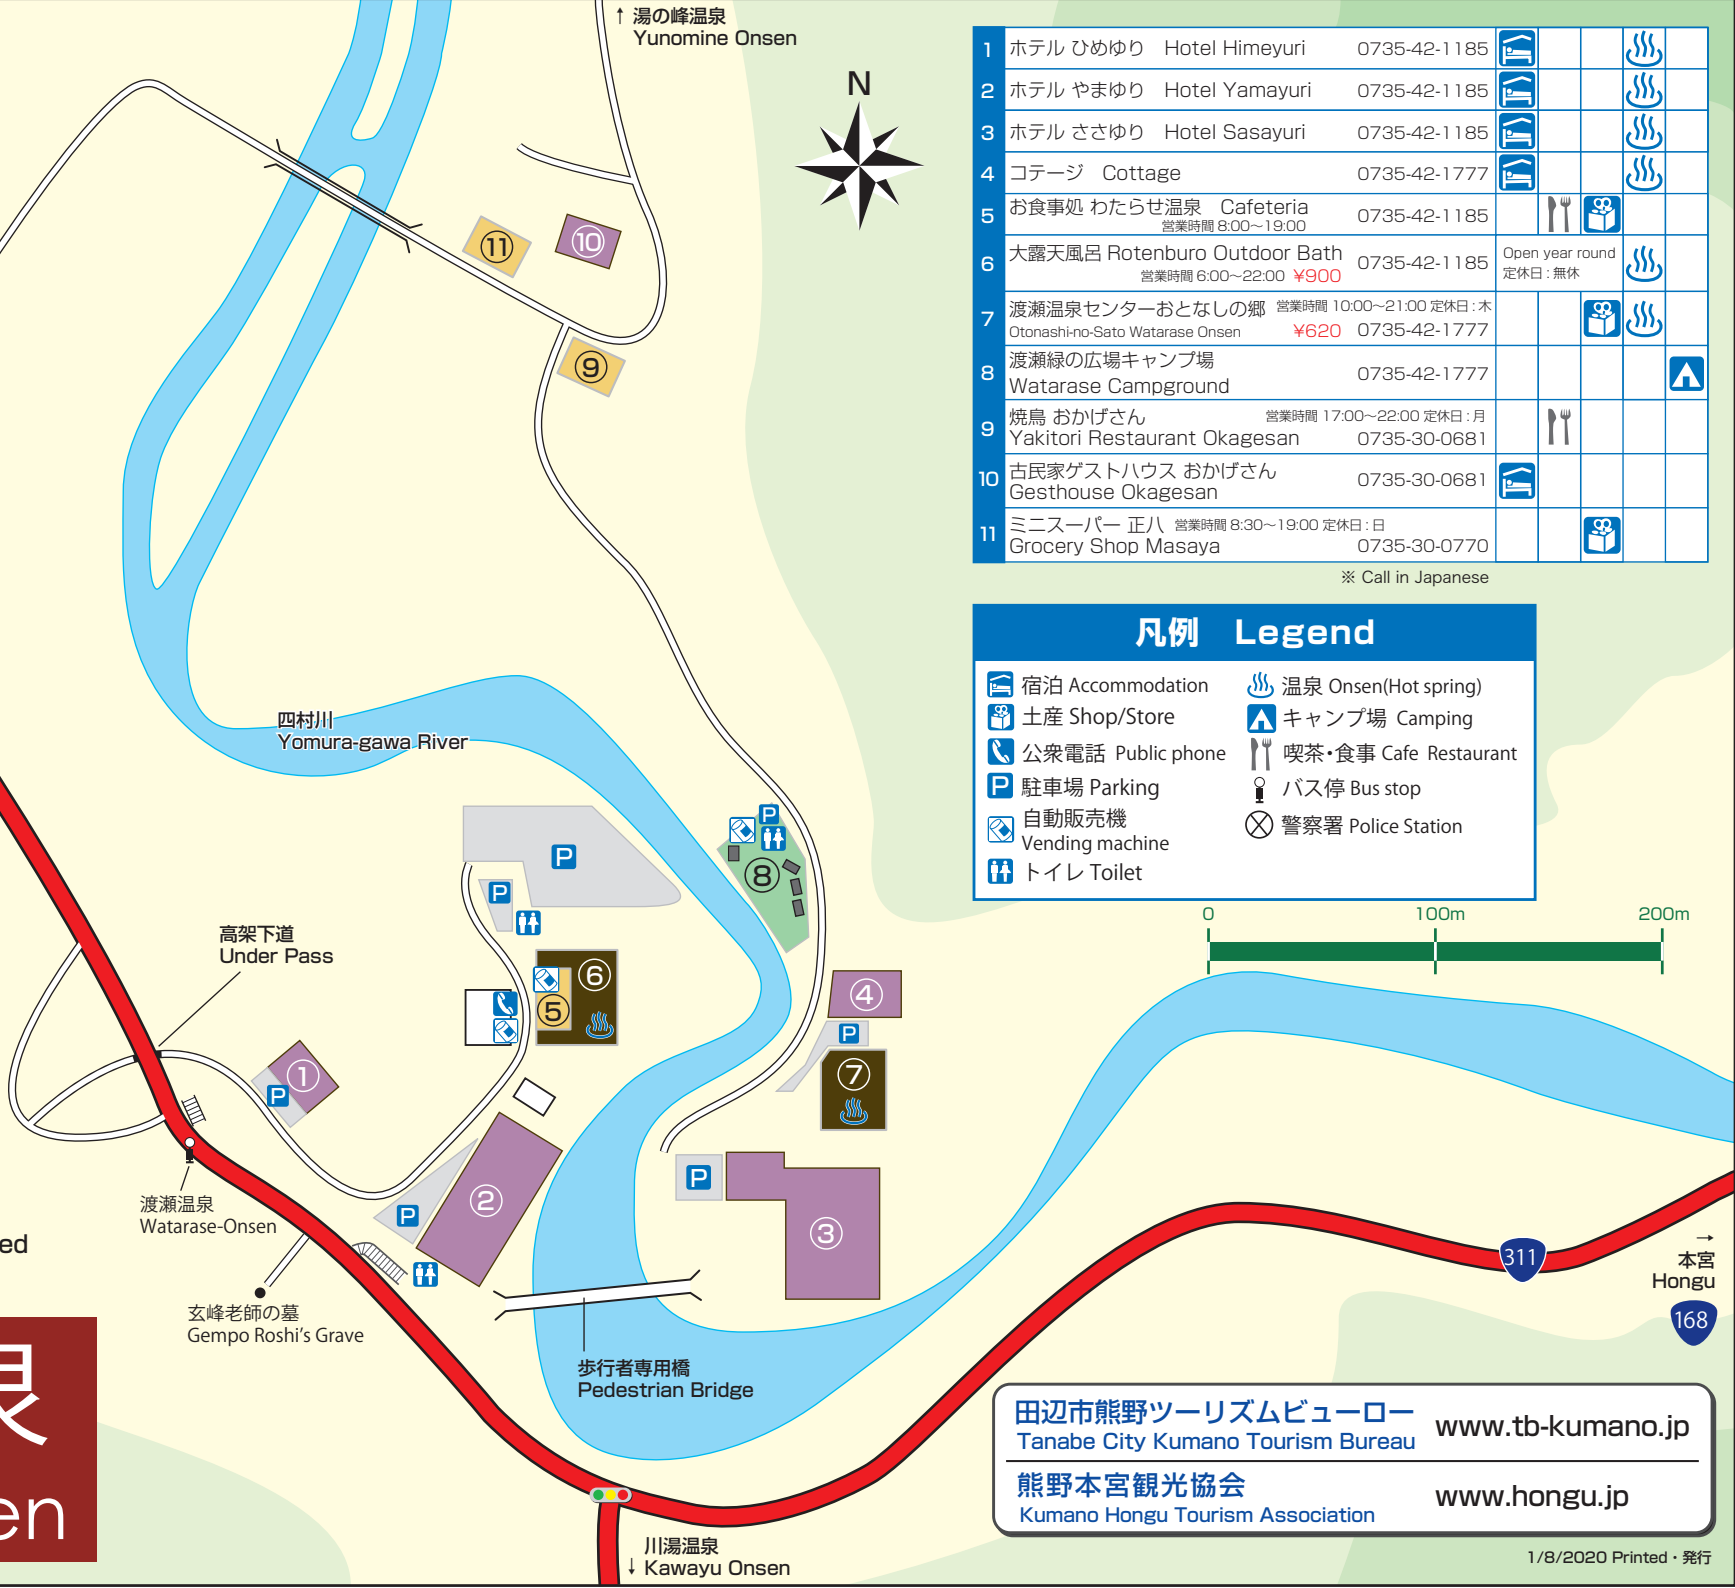 ↑ 湯の峰温泉
Yunomine Onsen
N
1 ホテル ひめゆり Hotel Himeyuri 0735-42-1185
2 ホテル やまゆり Hotel Yamayuri 0735-42-1185
3 ホテル ささゆり Hotel Sasayuri 0735-42-1185
4 コテージ Cottage 0735-42-1777
5 お食事処 わたらせ温泉 Cafeteria 0735-42-1185
営業時間 8:00〜19:00
6 大露天風呂 Rotenburo Outdoor Bath 0735-42-1185 Open year round
営業時間 6:00〜22:00 ¥900 定休日 : 無休
7 渡瀬温泉センターおとなしの郷 営業時間 10:00〜21:00 定休日 : 木
Otonashi-no-Sato Watarase Onsen ¥620 0735-42-1777
8 渡瀬緑の広場キャンプ場
Watarase Campground 0735-42-1777
9 焼鳥 おかげさん 営業時間 17:00〜22:00 定休日 : 月
Yakitori Restaurant Okagesan 0735-30-0681
10 古民家ゲストハウス おかげさん 0735-30-0681
Gesthouse Okagesan
11 ミニスーパー 正八 営業時間 8:30〜19:00 定休日 : 日
Grocery Shop Masaya 0735-30-0770
※ Call in Japanese
凡例 Legend
宿泊 Accommodation
土産 Shop/Store
公衆電話 Public phone
P 駐車場 Parking
自動販売機
Vending machine
トイレ Toilet
温泉 Onsen(Hot spring)
キャンプ場 Camping
喫茶・食事 Cafe Restaurant
バス停 Bus stop
警察署 Police Station
0 100m 200m
⑪
⑩
⑨
四村川
Yomura-gawa River
P
P
P
⑧
高架下道
Under Pass
⑥
⑤
④
P
⑦
①
P
P
②
③
P
渡瀬温泉
Watarase-Onsen
ed
玄峰老師の墓
Gempo Roshi's Grave
歩行者専用橋
Pedestrian Bridge
311
→
本宮
Hongu
168
泉
en
川湯温泉
↓ Kawayu Onsen
田辺市熊野ツーリズムビューロー
Tanabe City Kumano Tourism Bureau www.tb-kumano.jp
熊野本宮観光協会
Kumano Hongu Tourism Association www.hongu.jp
1/8/2020 Printed・発行